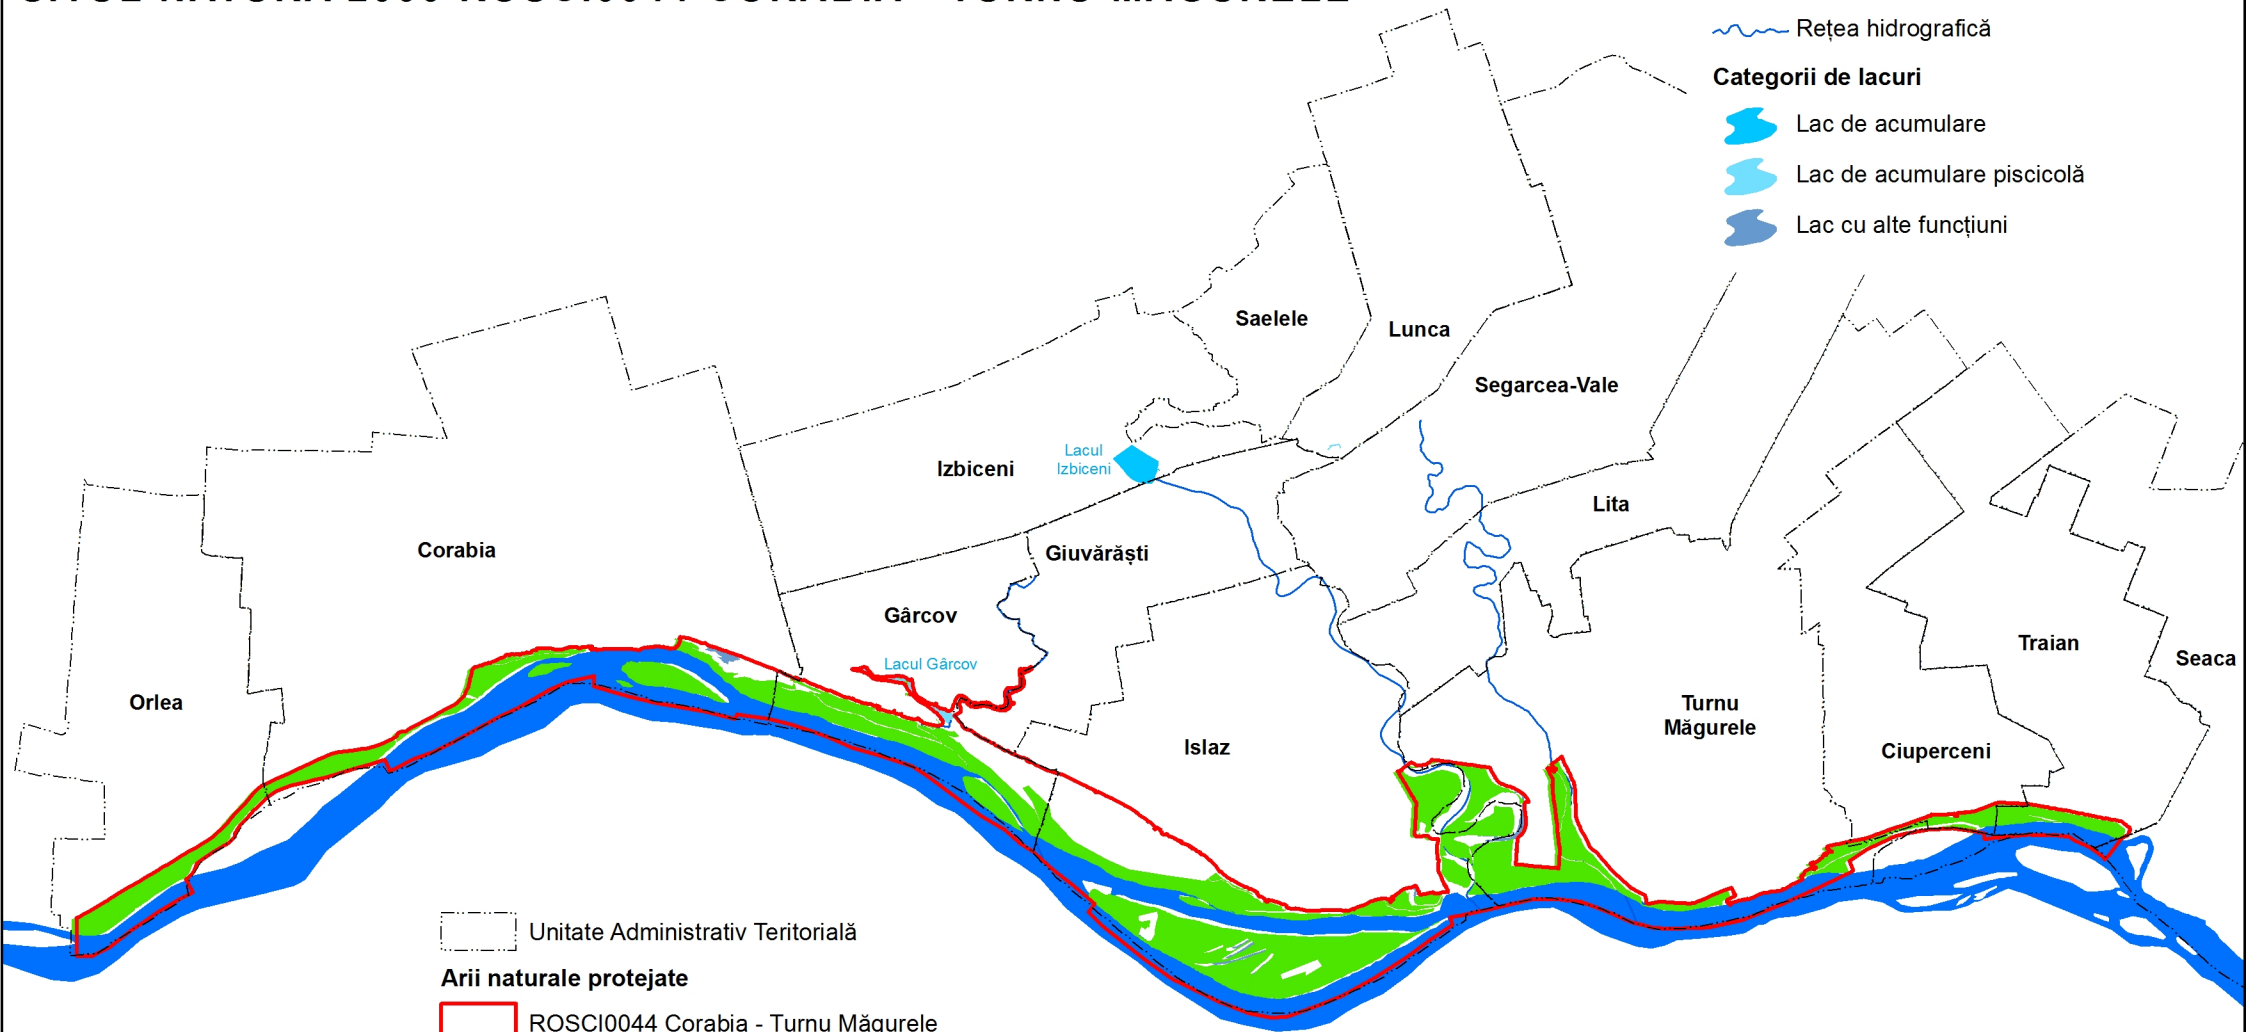 Rețea hidrografică
Categorii de lacuri
Lac de acumulare
Lac de acumulare piscicolă
Lac cu alte funcțiuni
Saelele
Lunca
Segarcea-Vale
Lacul
Izbiceni
Izbiceni
Lita
Corabia
Giuvărăști
Gârcov
Lacul Gârcov
Traian
Seaca
Orlea
Turnu
Măgurele
Islaz
Ciuperceni
Unitate Administrativ Teritorială
Arii naturale protejate
ROSCI0044 Corabia - Turnu Măgurele